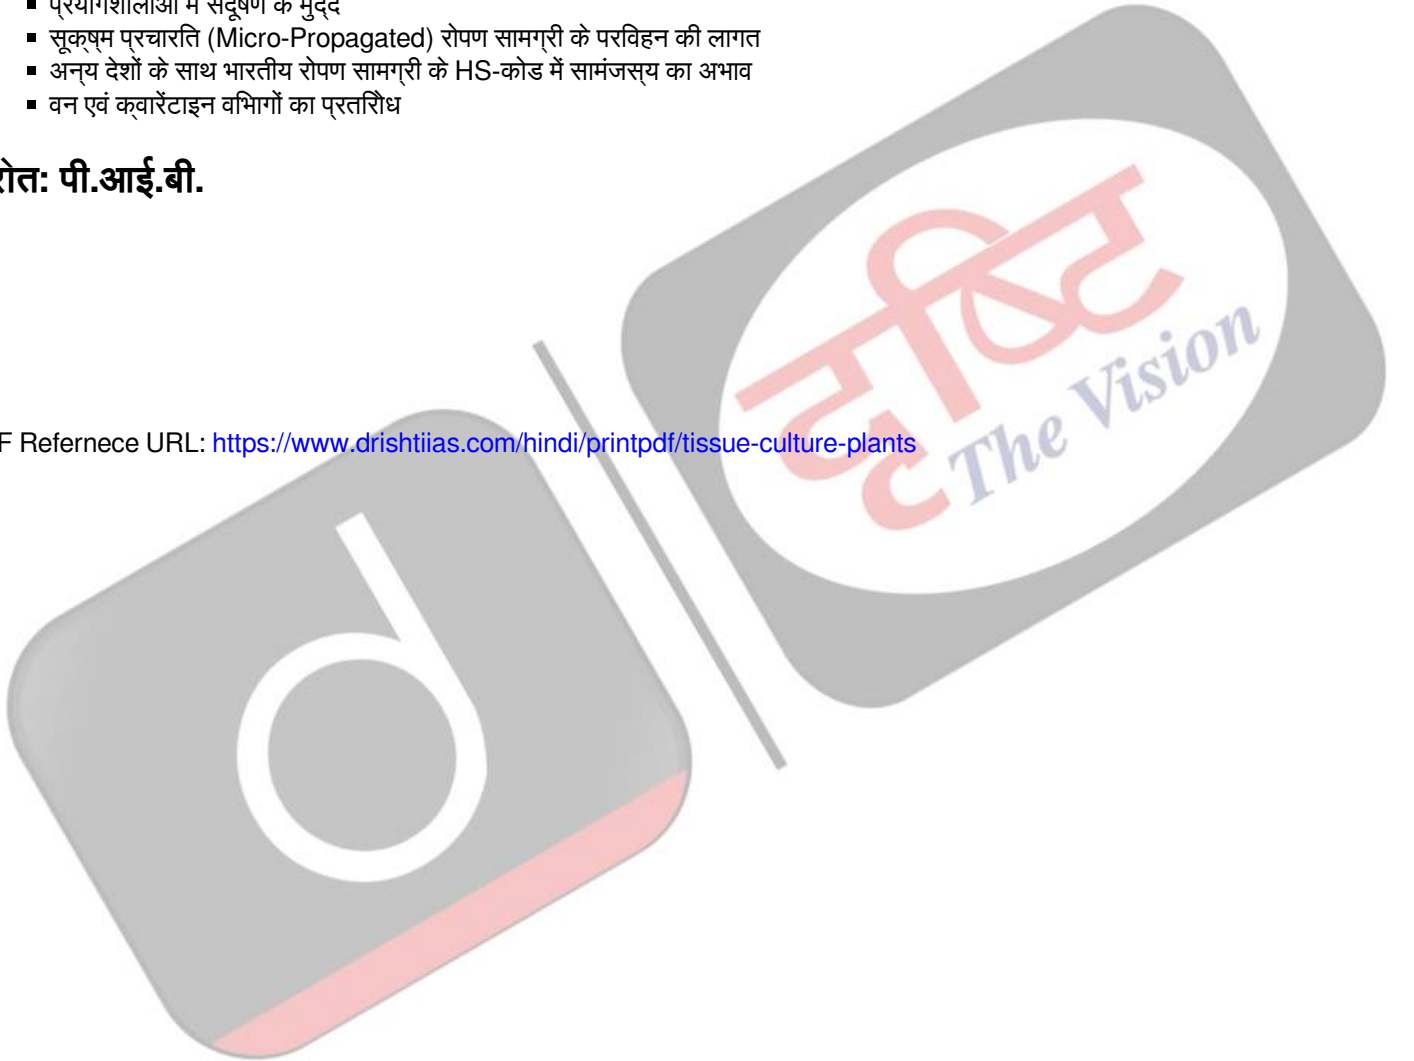 ▪ प्रयोगशालाओं में संदूषण के मुद्दे
▪ सूक्ष्म प्रचारित (Micro-Propagated) रोपण सामग्री के परिवहन की लागत
▪ अन्य देशों के साथ भारतीय रोपण सामग्री के HS-कोड में सामंजस्य का अभाव
▪ वन एवं क्वारेंटाइन विभागों का प्रतिरोध
रोत: पी.आई.बी.
दृष्टि
The Vision
F Refernece URL: https://www.drishtiias.com/hindi/printpdf/tissue-culture-plants
d